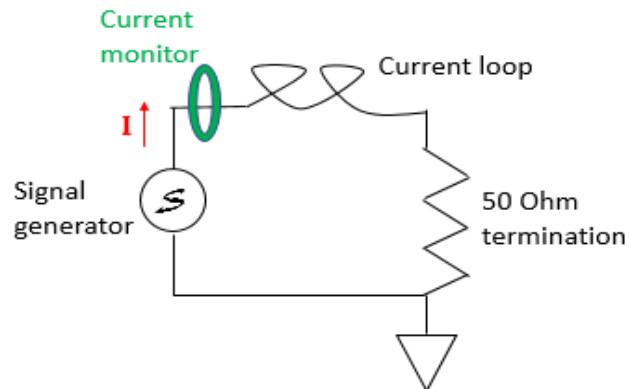 Current
monitor
Current loop
I
Signal
generator
50 Ohm
termination